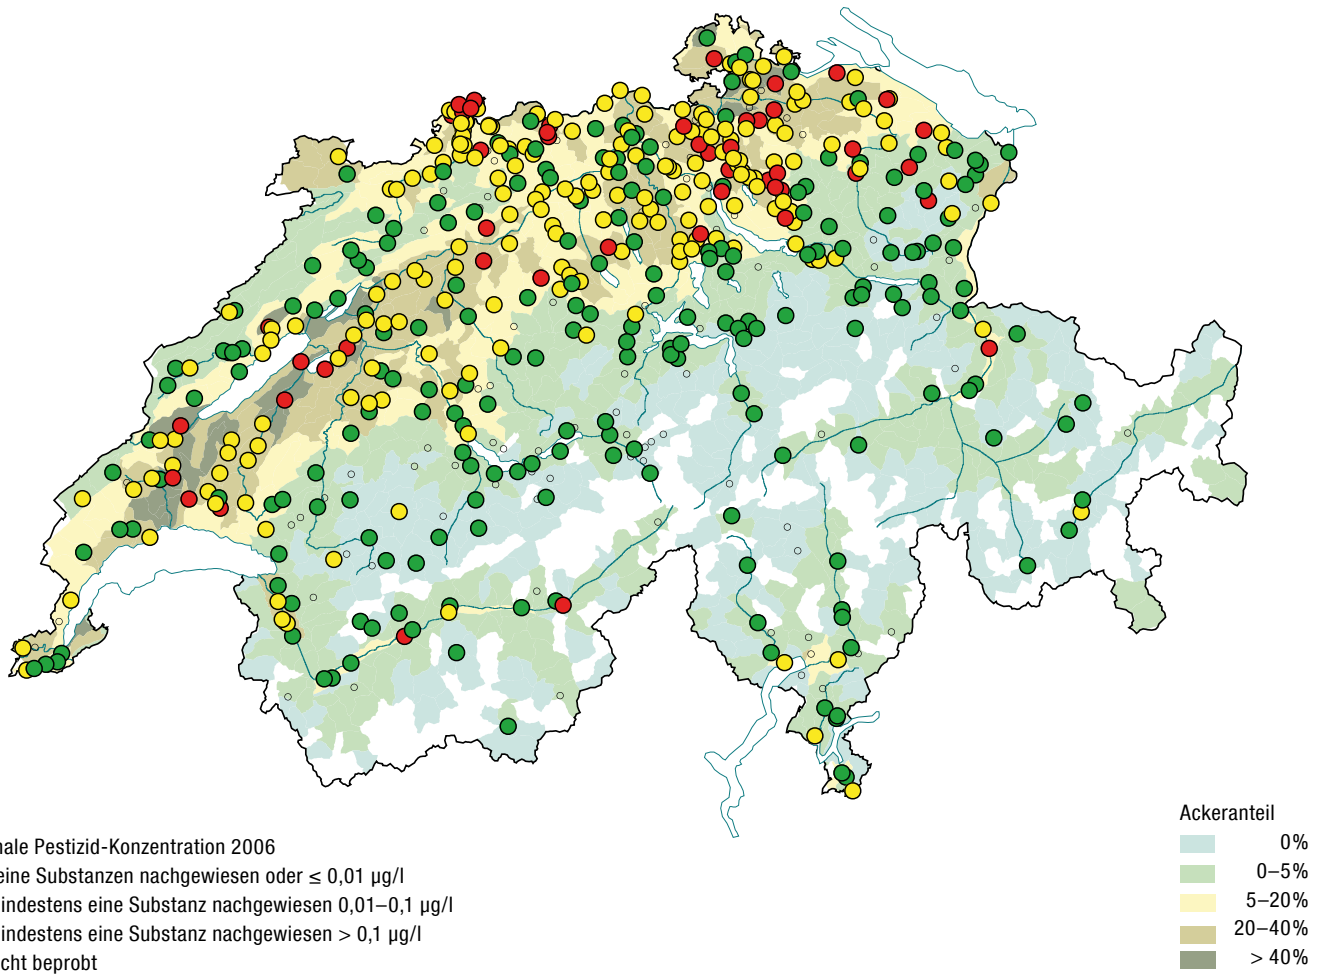 nale Pestizid-Konzentration 2006
eine Substanzen nachgewiesen oder ≤ 0,01 µg/l
indestens eine Substanz nachgewiesen 0,01–0,1 µg/l
indestens eine Substanz nachgewiesen > 0,1 µg/l
cht beprobt
Ackeranteil
0%
0–5%
5–20%
20–40%
> 40%